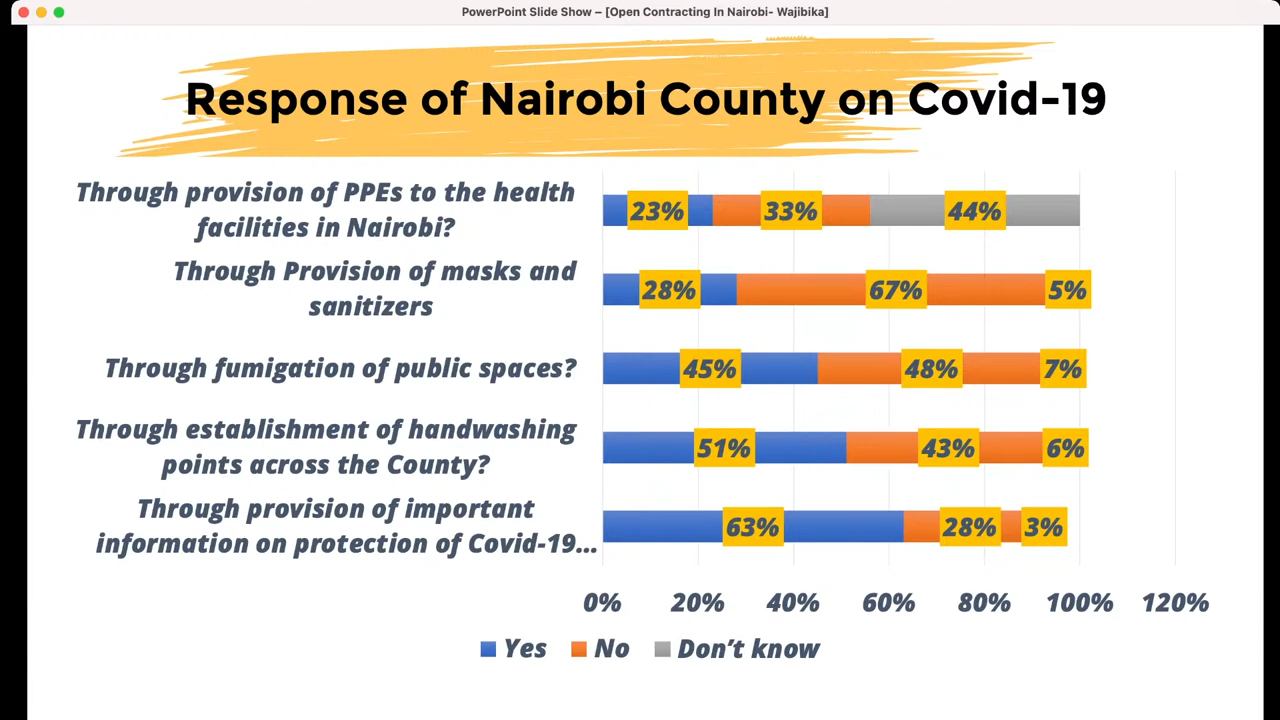 PowerPoint Slide Show – [Open Contracting In Nairobi- Wajibika]
Response of Nairobi County on Covid-19
Through provision of PPEs to the health
facilities in Nairobi?
23% 33% 44%
Through Provision of masks and
sanitizers
28% 67% 5%
Through fumigation of public spaces?
45% 48% 7%
Through establishment of handwashing
points across the County?
51% 43% 6%
Through provision of important
information on protection of Covid-19...
63% 28% 3%
0% 20% 40% 60% 80% 100% 120%
Yes No Don’t know